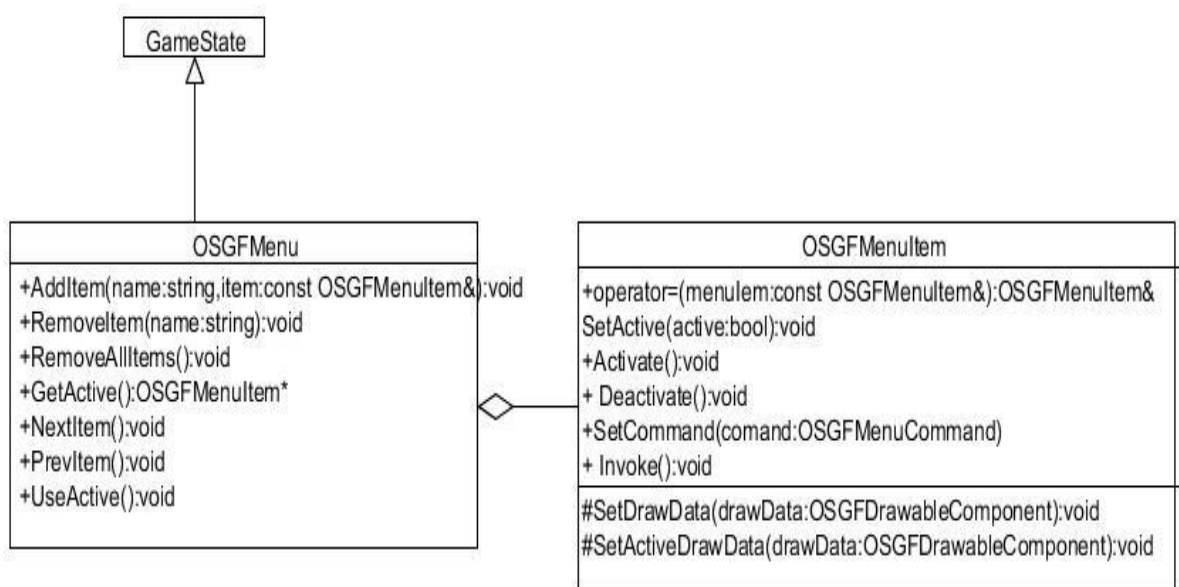 GameState
OSGFMenu
+AddItem(name:string,item:const OSGFMenuItem&):void
+RemoveItem(name:string):void
+RemoveAllItems():void
+GetActive():OSGFMenuItem*
+NextItem():void
+PrevItem():void
+UseActive():void
OSGFMenuItem
+operator=(menuIem:const OSGFMenuItem&):OSGFMenuItem&
SetActive(active:bool):void
+Activate():void
+ Deactivate():void
+SetCommand(comand:OSGFMenuCommand)
+ Invoke():void
#SetDrawData(drawData:OSGFDrawableComponent):void
#SetActiveDrawData(drawData:OSGFDrawableComponent):void